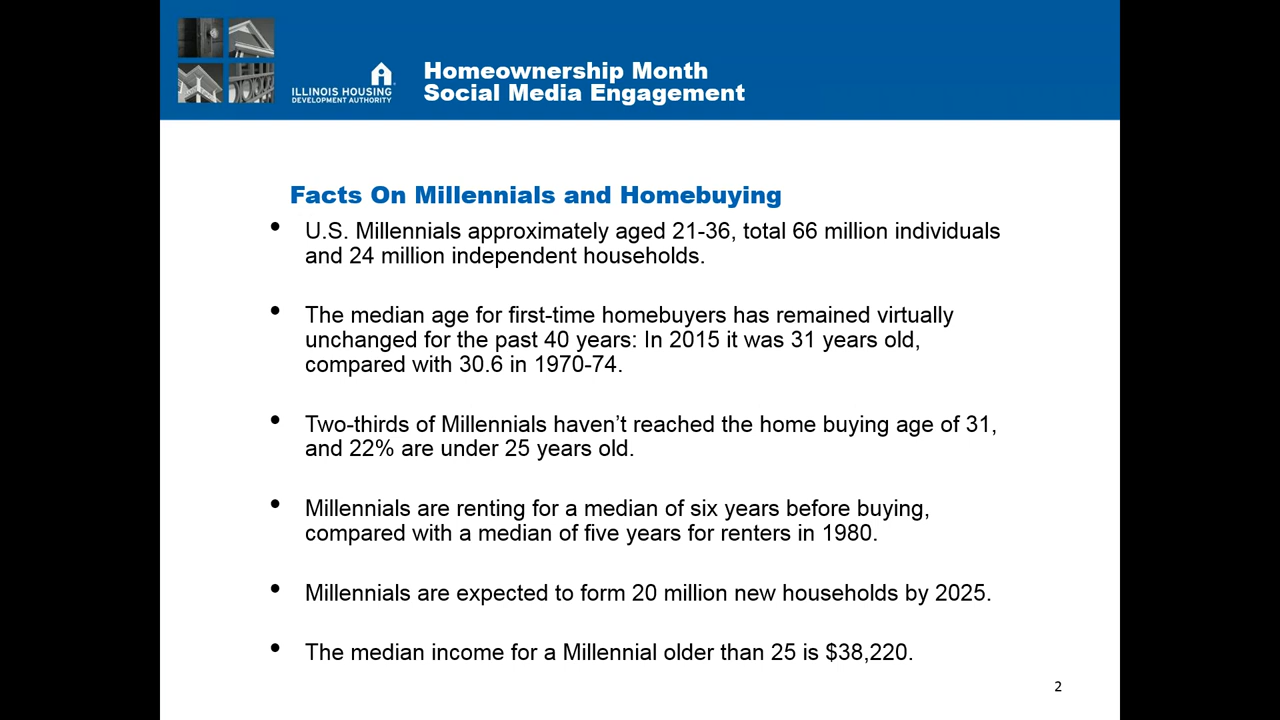 ILLINOIS HOUSING
DEVELOPMENT AUTHORITY
Homeownership Month
Social Media Engagement
Facts On Millennials and Homebuying
• U.S. Millennials approximately aged 21-36, total 66 million individuals
and 24 million independent households.
• The median age for first-time homebuyers has remained virtually
unchanged for the past 40 years: In 2015 it was 31 years old,
compared with 30.6 in 1970-74.
• Two-thirds of Millennials haven’t reached the home buying age of 31,
and 22% are under 25 years old.
• Millennials are renting for a median of six years before buying,
compared with a median of five years for renters in 1980.
• Millennials are expected to form 20 million new households by 2025.
• The median income for a Millennial older than 25 is $38,220.
2